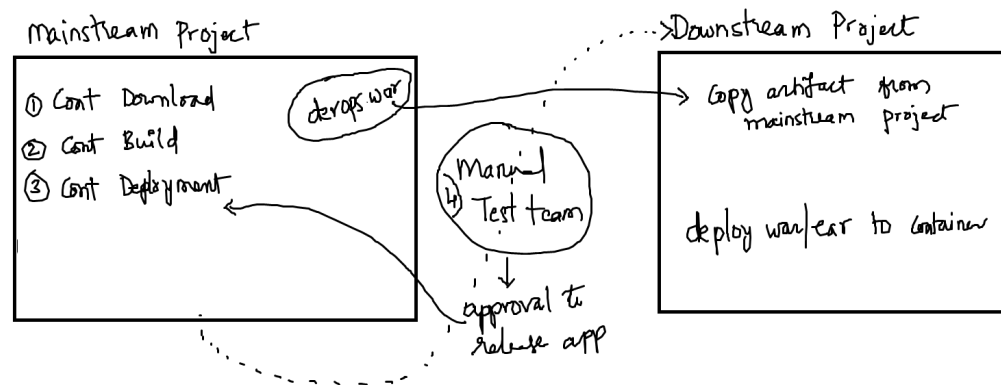 Mainstream Project
① Cont Download
② Cont Build
③ Cont Deployment
devops.war
④ Manual
Test team
approval to
release app
Downstream Project
Copy artifact from
mainstream project
deploy war/ear to container